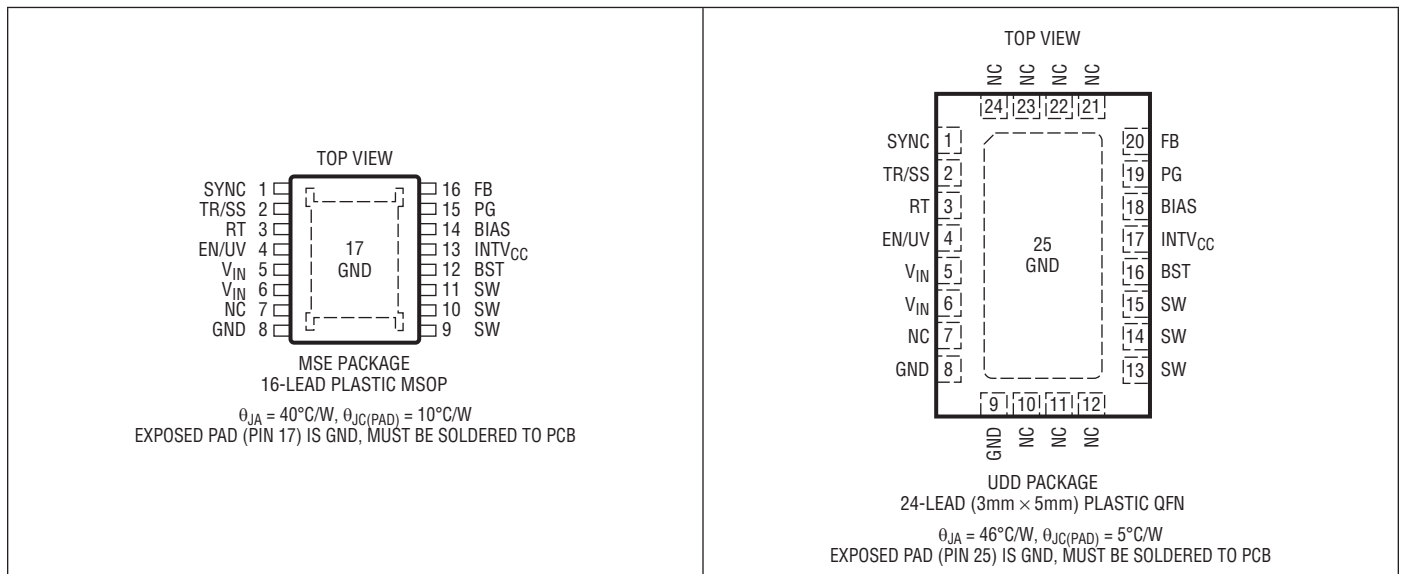 TOP VIEW
SYNC 1
TR/SS 2
RT 3
EN/UV 4
VIN 5
VIN 6
NC 7
GND 8
17
GND
16 FB
15 PG
14 BIAS
13 INTVCC
12 BST
11 SW
10 SW
9 SW
MSE PACKAGE
16-LEAD PLASTIC MSOP
θJA = 40°C/W, θJC(PAD) = 10°C/W
EXPOSED PAD (PIN 17) IS GND, MUST BE SOLDERED TO PCB
TOP VIEW
NC NC NC NC
24 23 22 21
SYNC 1
TR/SS 2
RT 3
EN/UV 4
VIN 5
VIN 6
NC 7
GND 8
25
GND
20 FB
19 PG
18 BIAS
17 INTVCC
16 BST
15 SW
14 SW
13 SW
9 10 11 12
GND NC NC NC
UDD PACKAGE
24-LEAD (3mm × 5mm) PLASTIC QFN
θJA = 46°C/W, θJC(PAD) = 5°C/W
EXPOSED PAD (PIN 25) IS GND, MUST BE SOLDERED TO PCB